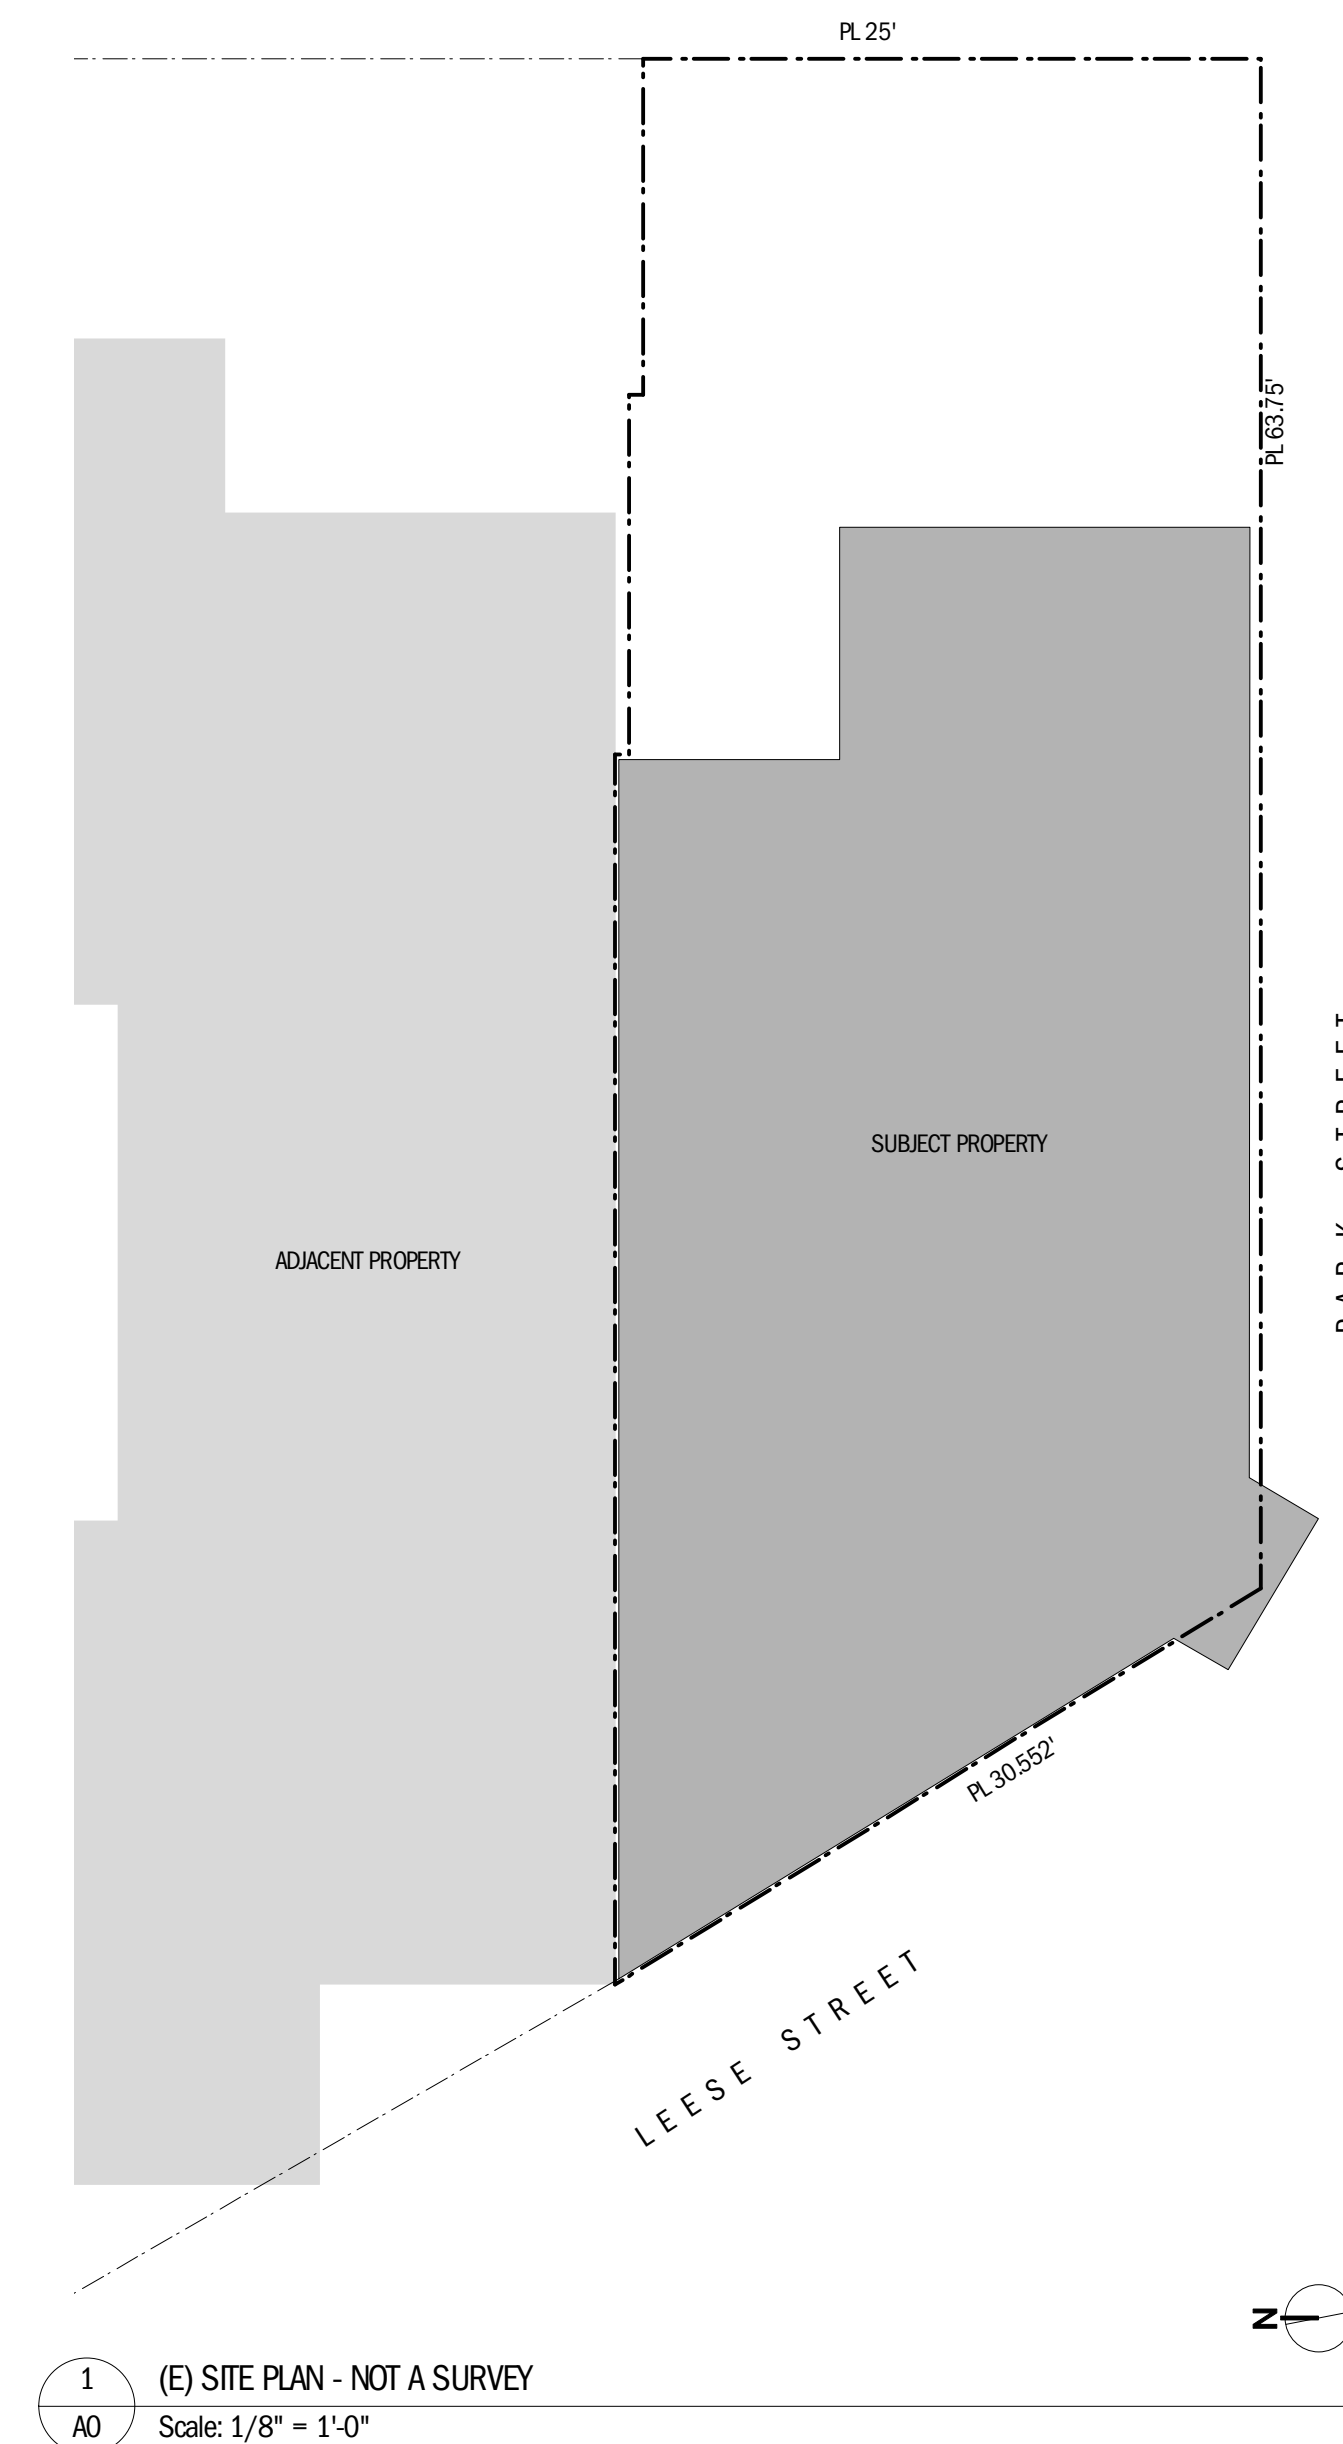 PL 25'
PL 63.75'
SUBJECT PROPERTY
ADJACENT PROPERTY
PL 30.552'
LEESE STREET
N
1
(E) SITE PLAN - NOT A SURVEY
A0
Scale: 1/8" = 1'-0"